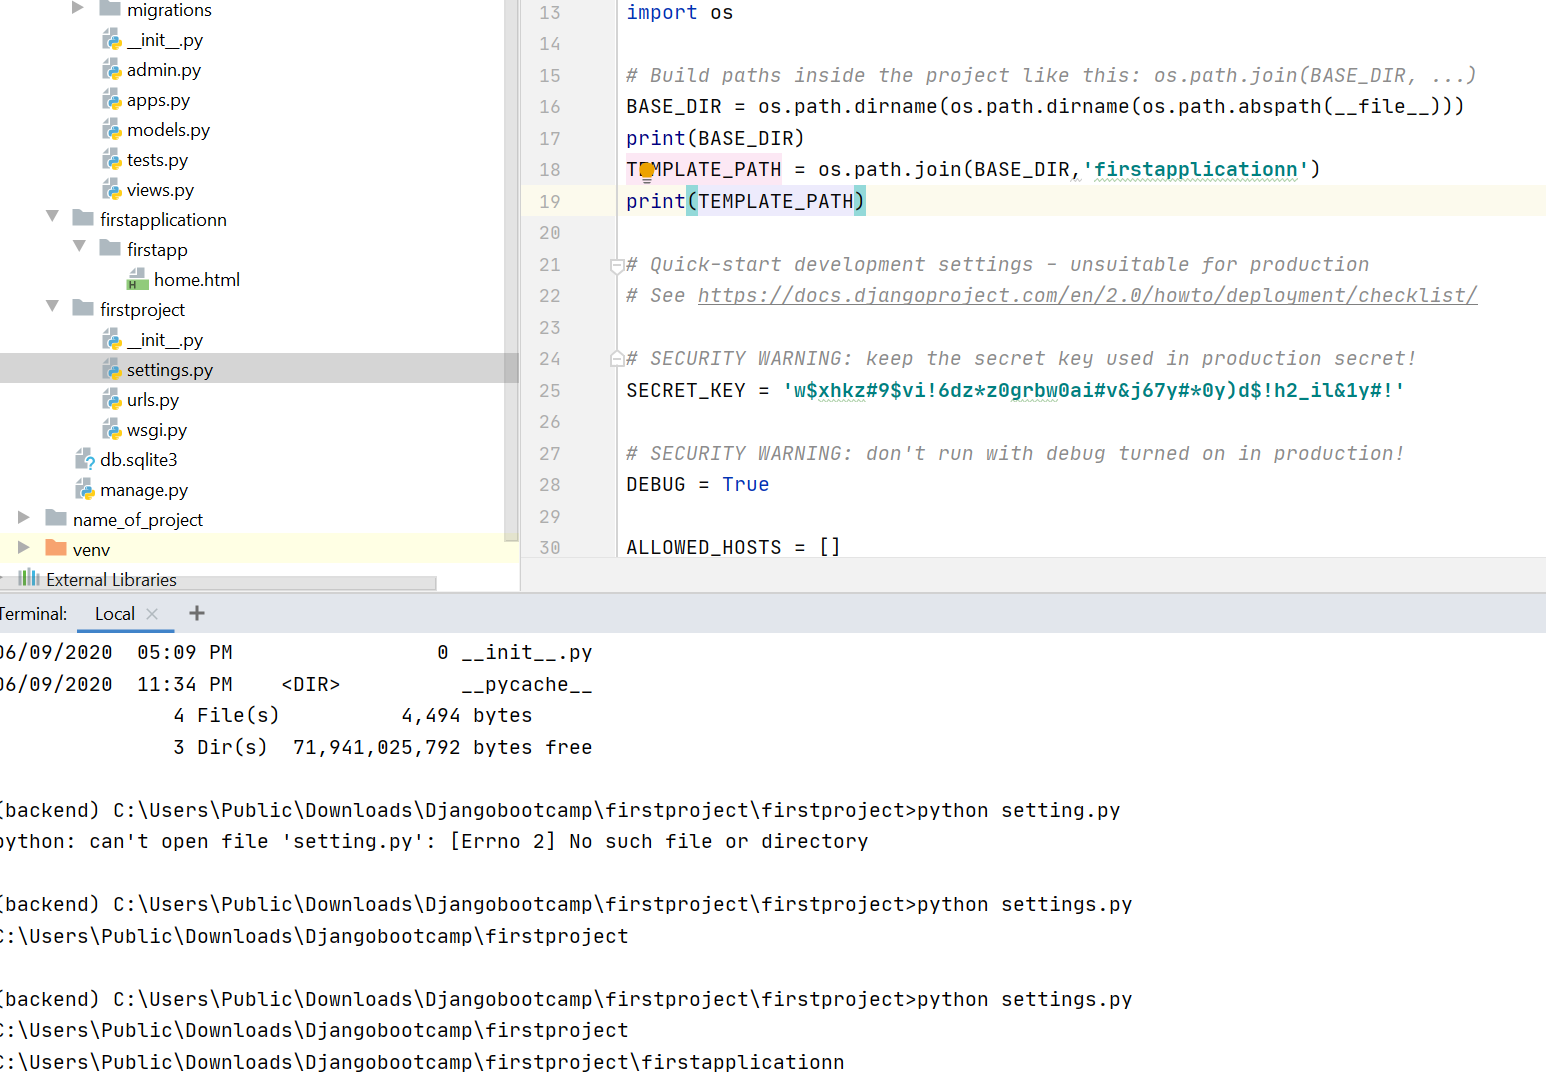 migrations
__init__.py
admin.py
apps.py
models.py
tests.py
views.py
firstapplicationn
firstapp
home.html
firstproject
__init__.py
settings.py
urls.py
wsgi.py
db.sqlite3
manage.py
name_of_project
venv
External Libraries
13 import os
14
15 # Build paths inside the project like this: os.path.join(BASE_DIR, ...)
16 BASE_DIR = os.path.dirname(os.path.dirname(os.path.abspath(__file__)))
17 print(BASE_DIR)
18 TEMPLATE_PATH = os.path.join(BASE_DIR,'firstapplicationn')
19 print(TEMPLATE_PATH)
20
21 # Quick-start development settings - unsuitable for production
22 # See https://docs.djangoproject.com/en/2.0/howto/deployment/checklist/
23
24 # SECURITY WARNING: keep the secret key used in production secret!
25 SECRET_KEY = 'w$xhkz#9$vi!6dz*z0grbw0ai#v&j67y#*0y)d$!h2_il&1y#!'
26
27 # SECURITY WARNING: don't run with debug turned on in production!
28 DEBUG = True
29
30 ALLOWED_HOSTS = []
Terminal: Local × +
06/09/2020 05:09 PM 0 __init__.py
06/09/2020 11:34 PM <DIR> __pycache__
4 File(s) 4,494 bytes
3 Dir(s) 71,941,025,792 bytes free
(backend) C:\Users\Public\Downloads\Djangobootcamp\firstproject\firstproject>python setting.py
python: can't open file 'setting.py': [Errno 2] No such file or directory
(backend) C:\Users\Public\Downloads\Djangobootcamp\firstproject\firstproject>python settings.py
C:\Users\Public\Downloads\Djangobootcamp\firstproject
(backend) C:\Users\Public\Downloads\Djangobootcamp\firstproject\firstproject>python settings.py
C:\Users\Public\Downloads\Djangobootcamp\firstproject
C:\Users\Public\Downloads\Djangobootcamp\firstproject\firstapplicationn